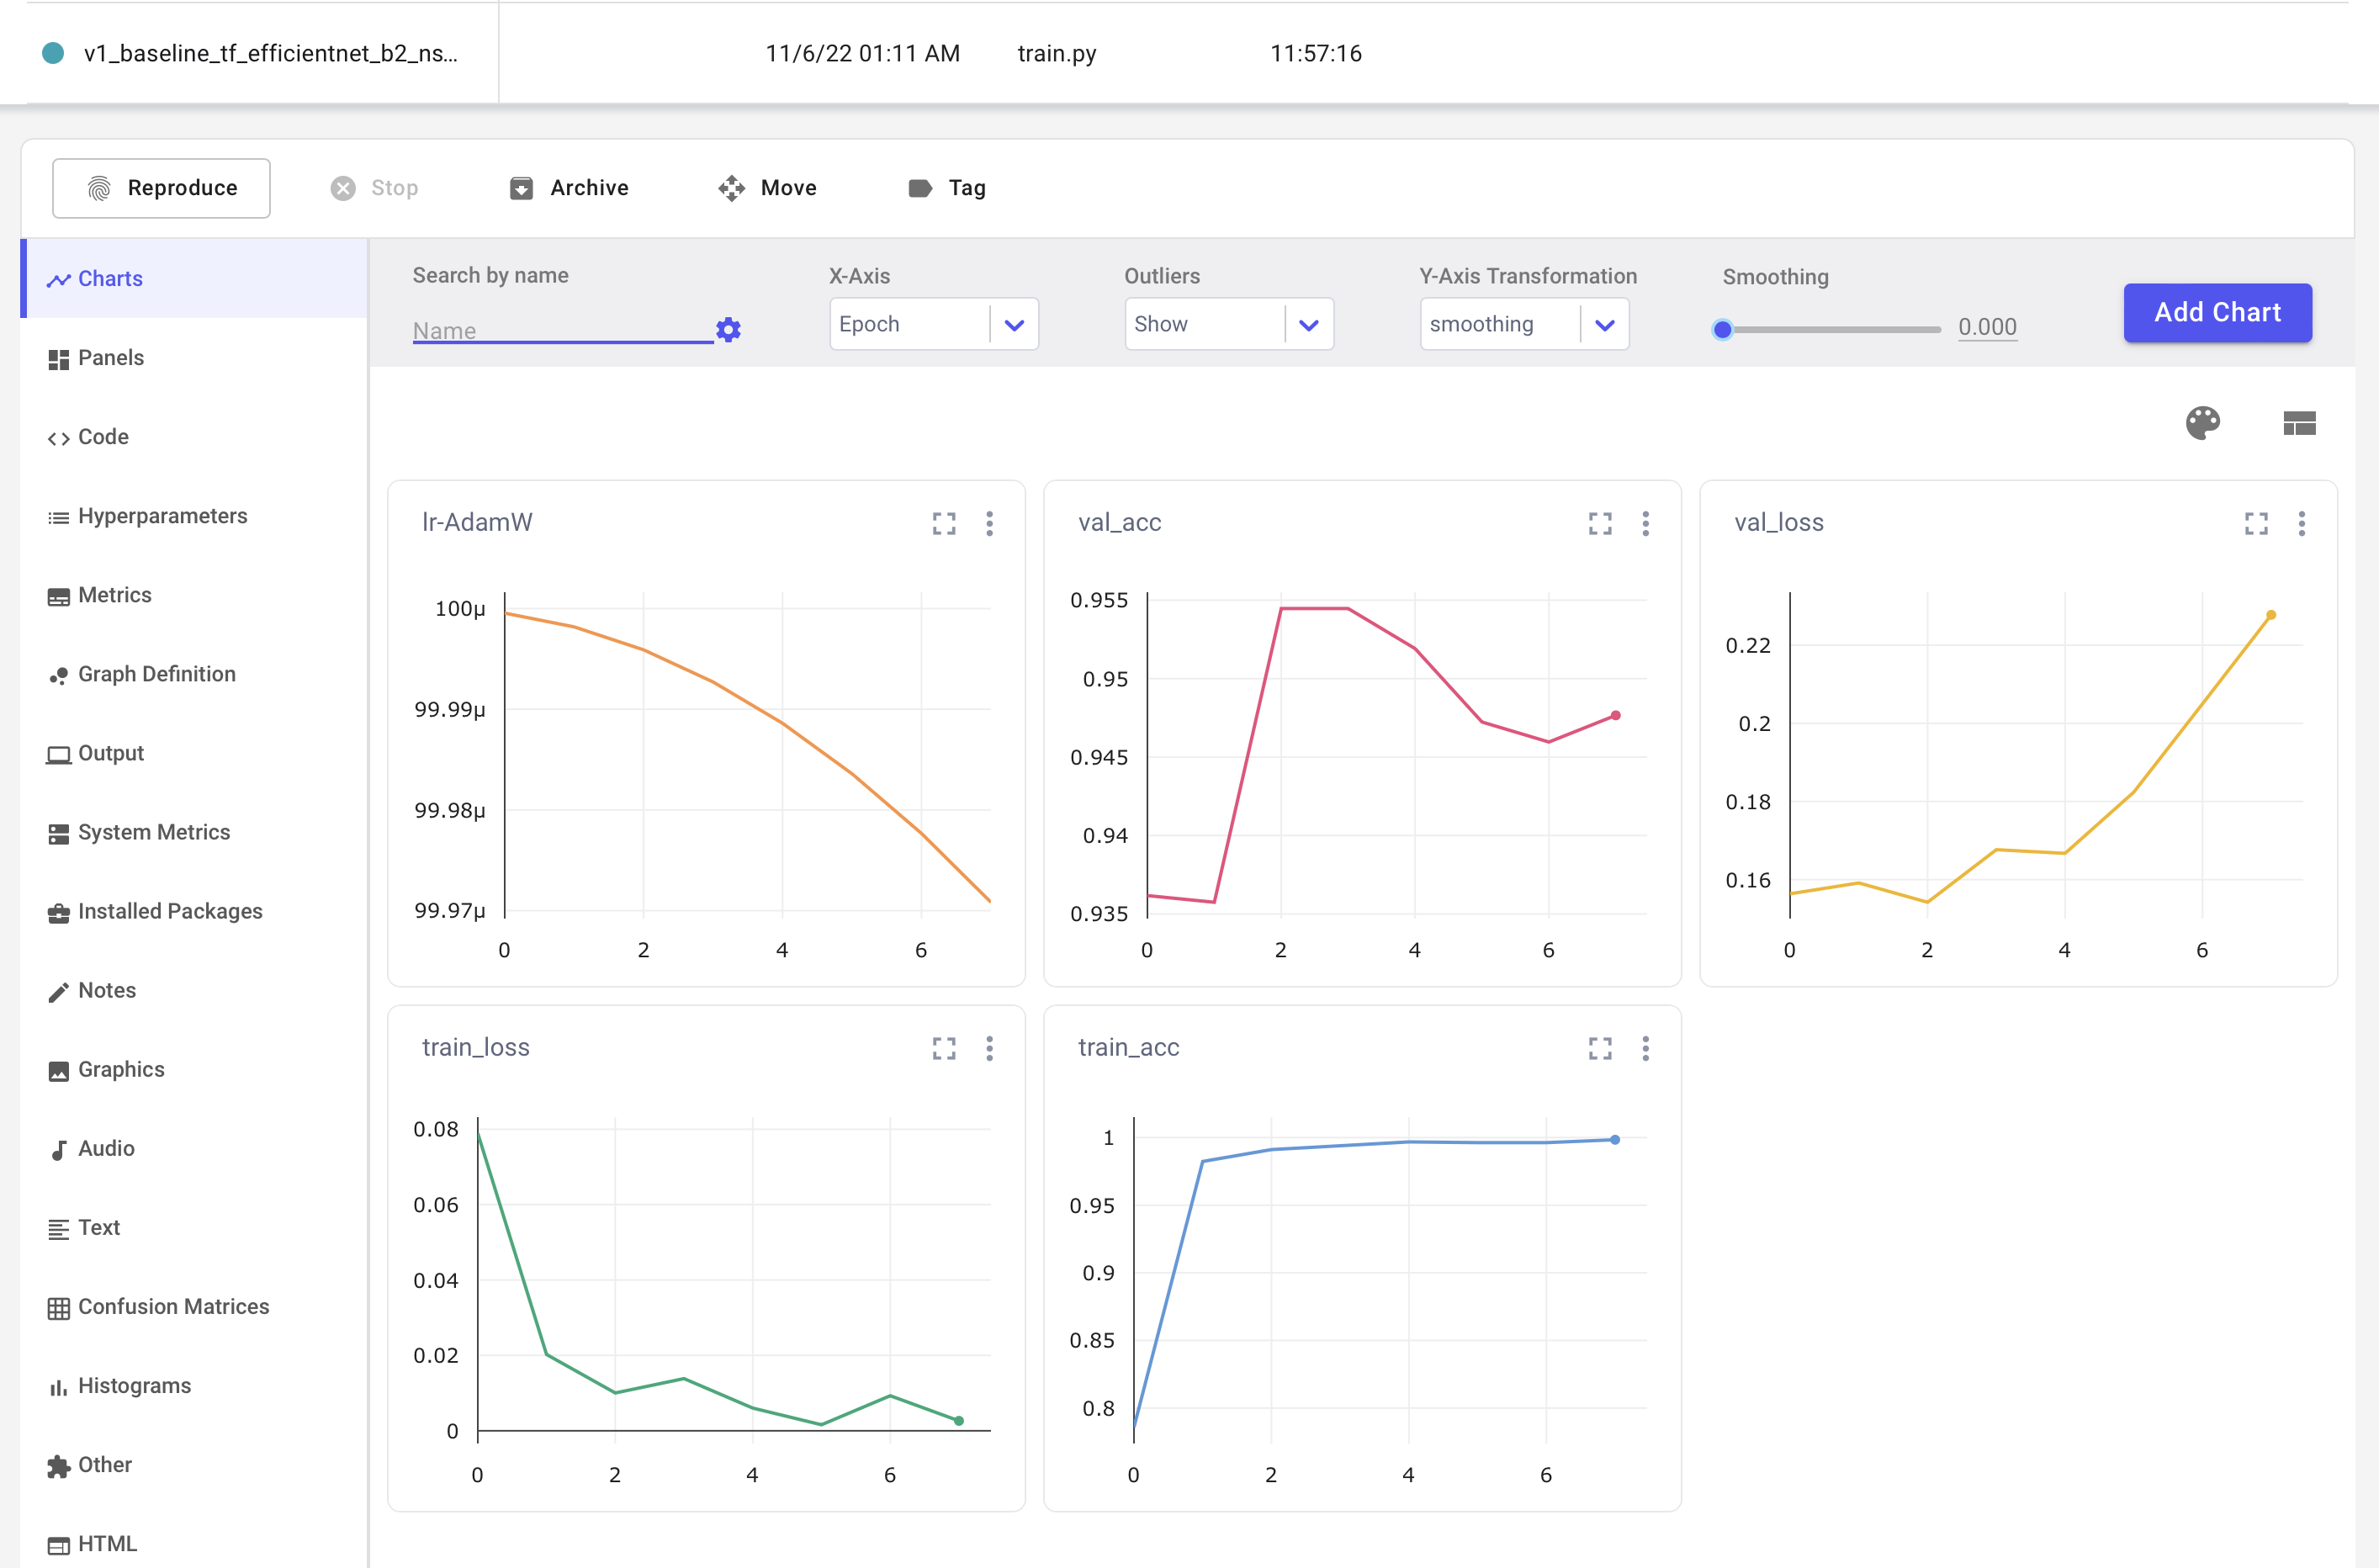 v1_baseline_tf_efficientnet_b2_ns... 11/6/22 01:11 AM train.py 11:57:16
Reproduce Stop Archive Move Tag
Charts
Panels
Code
Hyperparameters
Metrics
Graph Definition
Output
System Metrics
Installed Packages
Notes
Graphics
Audio
Text
Confusion Matrices
Histograms
Other
HTML
Search by name X-Axis Outliers Y-Axis Transformation Smoothing
Name Epoch Show smoothing 0.000 Add Chart
lr-AdamW
100μ
99.99μ
99.98μ
99.97μ
0 2 4 6
val_acc
0.955
0.95
0.945
0.94
0.935
0 2 4 6
val_loss
0.22
0.2
0.18
0.16
0 2 4 6
train_loss
0.08
0.06
0.04
0.02
0
0 2 4 6
train_acc
1
0.95
0.9
0.85
0.8
0 2 4 6